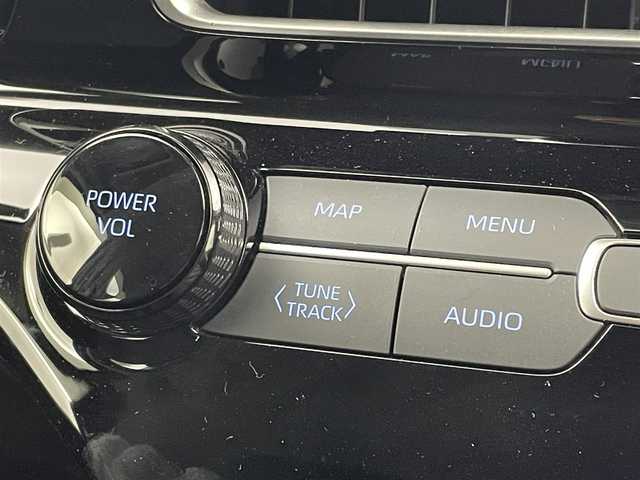 POWER
VOL
MAP
MENU
〈TUNE
TRACK〉
AUDIO